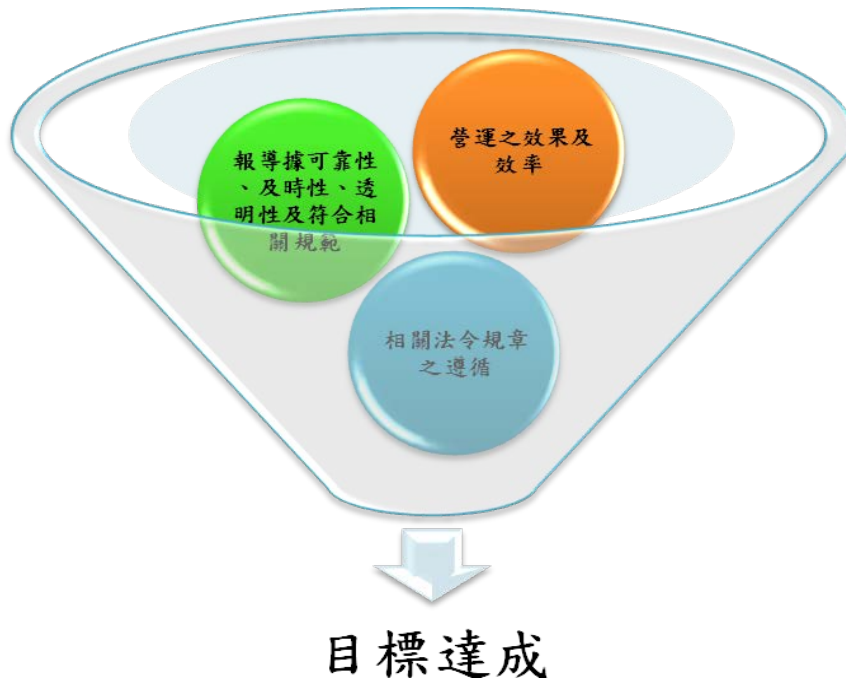 營運之效果及
效率
報導據可靠性
、及時性、透
明性及符合相
關規範
相關法令規章
之遵循
目標達成